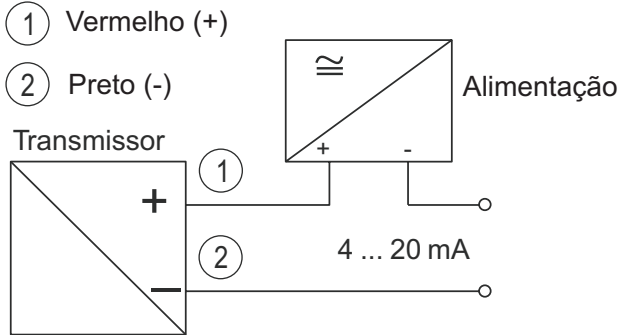 1 Vermelho (+)
2 Preto (-)
≅
Alimentação
+ -
Transmissor
1
+
4 ... 20 mA
2
−